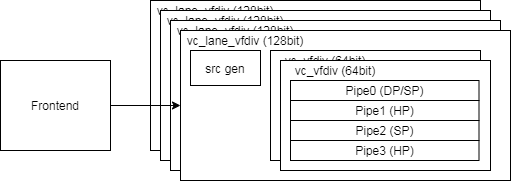 vc_lane_vfdiv (128bit)
vc_lane_vfdiv (128bit)
vc_lane_vfdiv (128bit)
vc_lane_vfdiv (128bit)
src gen
vc_vfdiv (64bit)
vc_vfdiv (64bit)
Frontend
Pipe0 (DP/SP)
Pipe1 (HP)
Pipe2 (SP)
Pipe3 (HP)